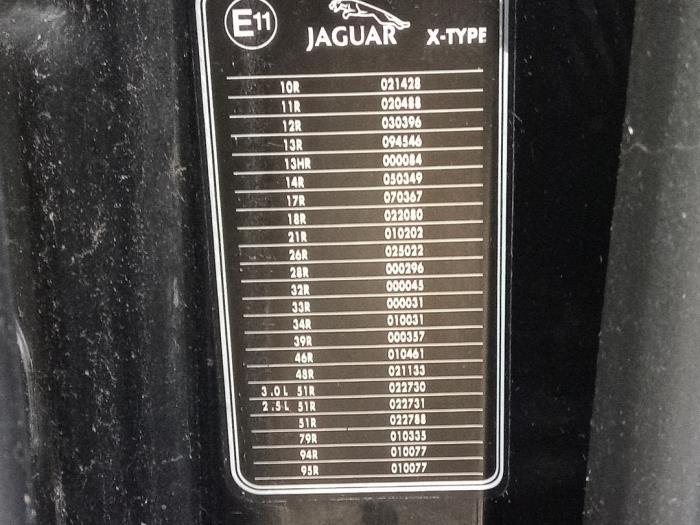 E11 JAGUAR X-TYPE
10R 021428
11R 020488
12R 030396
13R 094546
13HR 000084
14R 050349
17R 070367
18R 022080
21R 010202
26R 025022
28R 000296
32R 000045
33R 000031
34R 010031
39R 000357
46R 010461
48R 021133
3.0L 51R 022730
2.5L 51R 022731
51R 022788
79R 010335
94R 010077
95R 010077